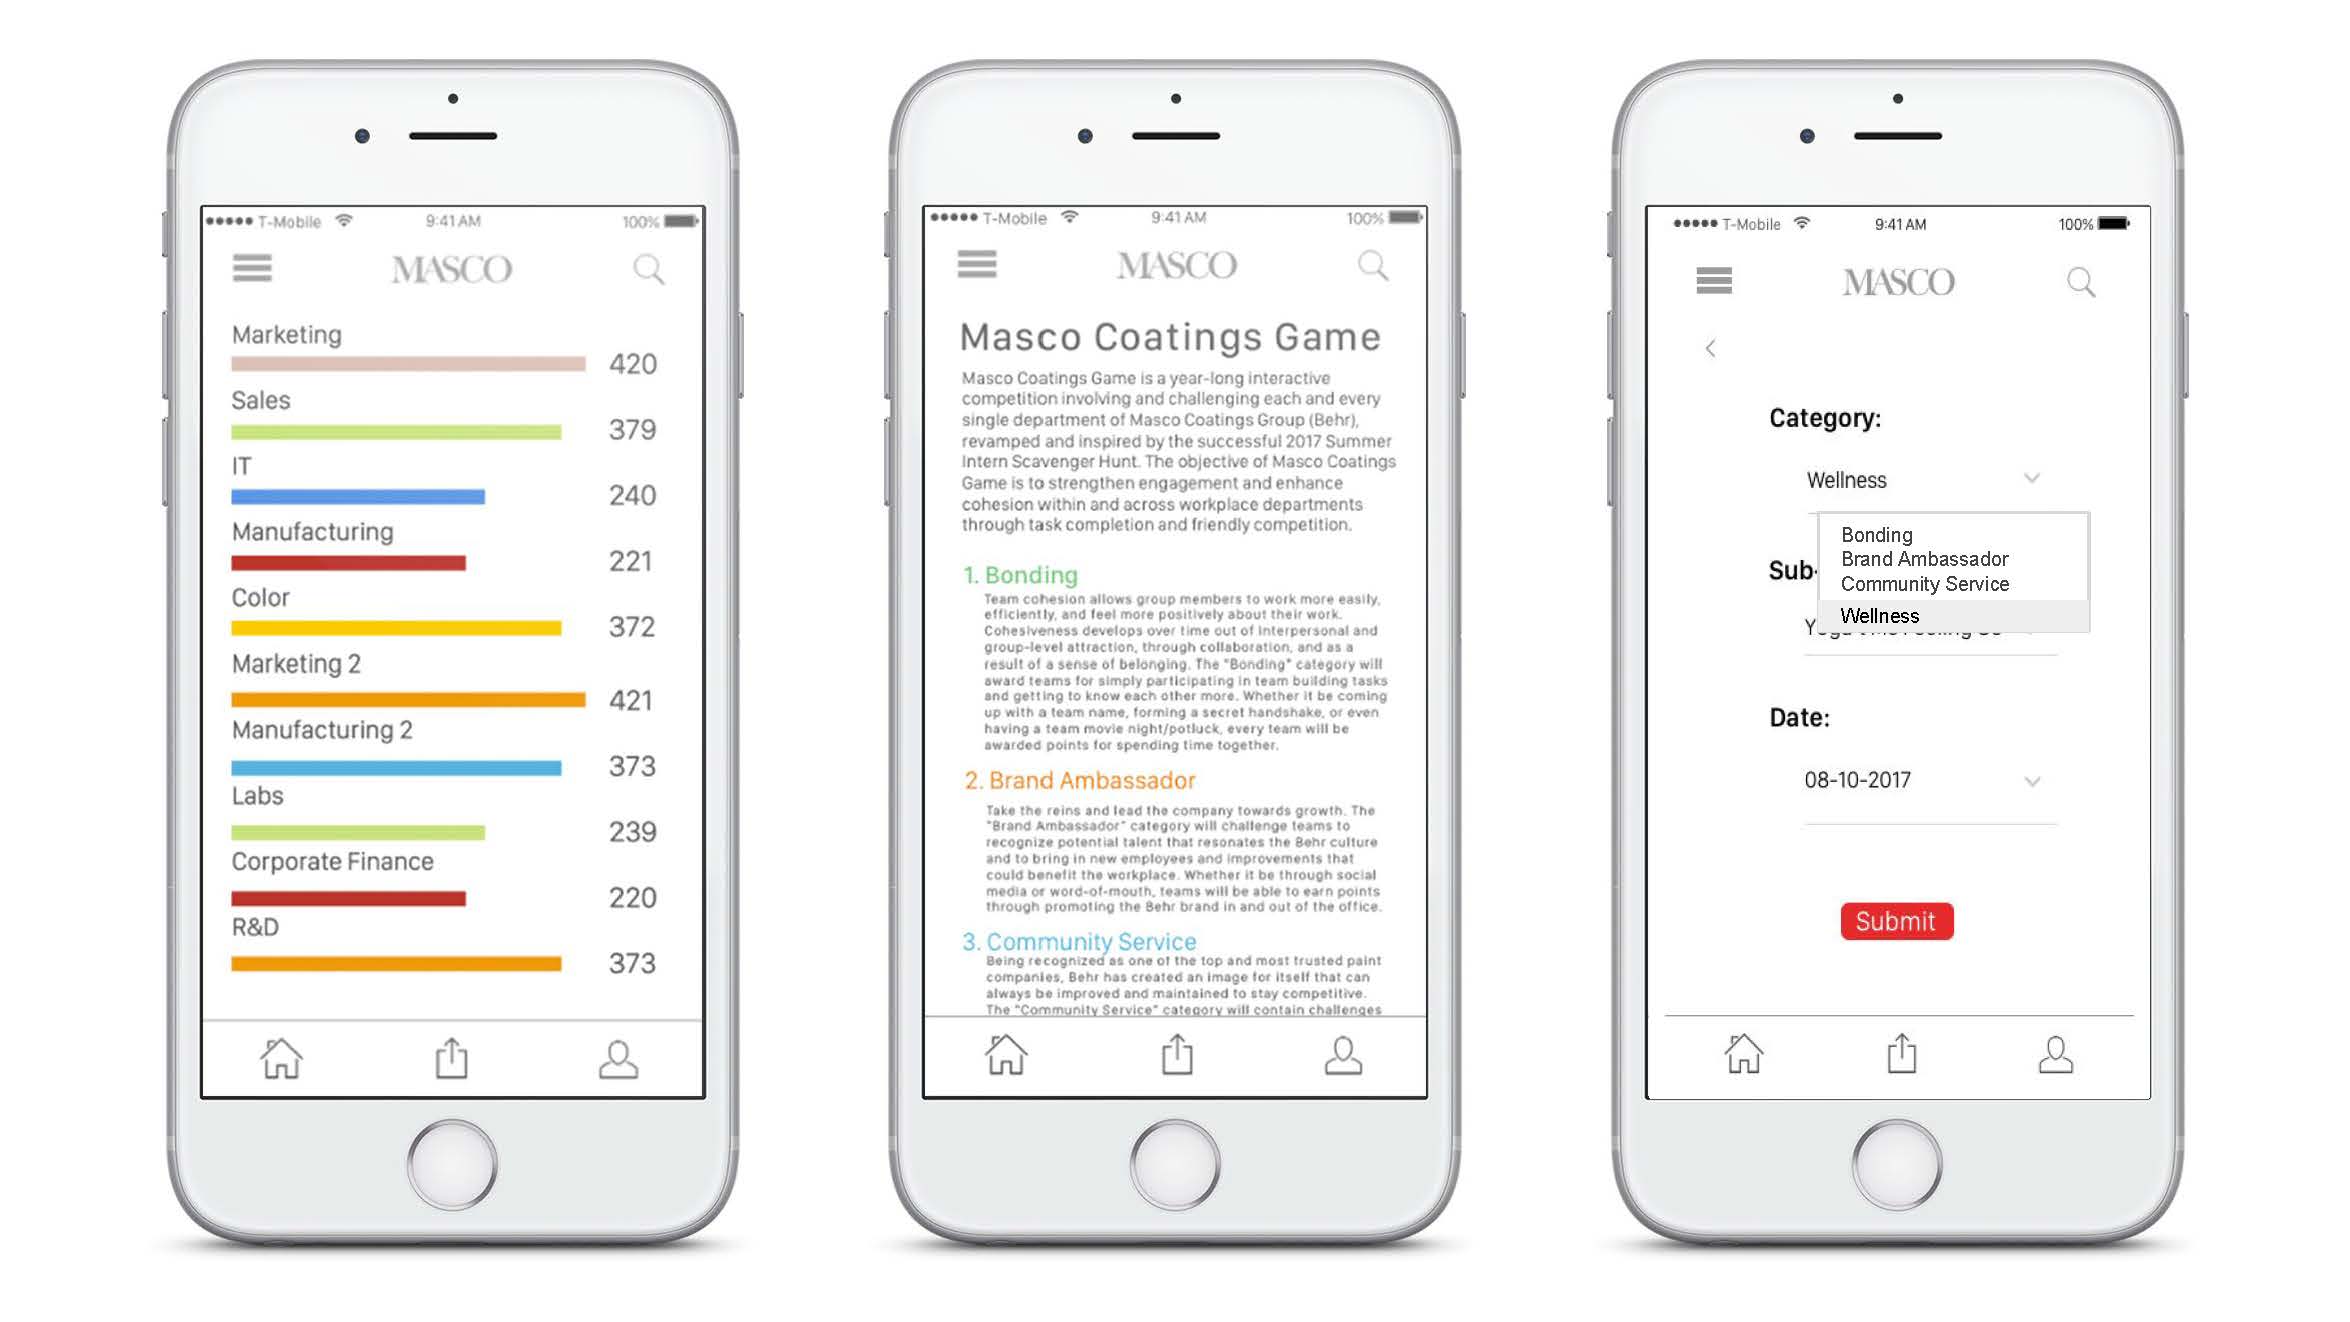 T-Mobile 9:41 AM 100%
MASCO
Marketing
420
Sales
379
IT
240
Manufacturing
221
Color
372
Marketing 2
421
Manufacturing 2
373
Labs
239
Corporate Finance
220
R&D
373
T-Mobile 9:41 AM 100%
MASCO
Masco Coatings Game
Masco Coatings Game is a year-long interactive
competition involving and challenging each and every
single department of Masco Coatings Group (Behr),
revamped and inspired by the successful 2017 Summer
Intern Scavenger Hunt. The objective of Masco Coatings
Game is to strengthen engagement and enhance
cohesion within and across workplace departments
through task completion and friendly competition.
1. Bonding
Team cohesion allows group members to work more easily,
efficiently, and feel more positively about their work.
Cohesiveness develops over time out of interpersonal and
group-level attraction, through collaboration, and as a
result of a sense of belonging. The "Bonding" category will
award teams for simply participating in team building tasks
and getting to know each other more. Whether it be coming
up with a team name, forming a secret handshake, or even
having a team movie night/potluck, every team will be
awarded points for spending time together.
2. Brand Ambassador
Take the reins and lead the company towards growth. The
"Brand Ambassador" category will challenge teams to
recognize potential talent that resonates the Behr culture
and to bring in new employees and improvements that
could benefit the workplace. Whether it be through social
media or word-of-mouth, teams will be able to earn points
through promoting the Behr brand in and out of the office.
3. Community Service
Being recognized as one of the top and most trusted paint
companies, Behr has created an image for itself that can
always be improved and maintained to stay competitive.
The "Community Service" category will contain challenges
T-Mobile 9:41 AM 100%
MASCO
Category:
Wellness
Bonding
Brand Ambassador
Sub-
Community Service
Wellness
Date:
08-10-2017
Submit